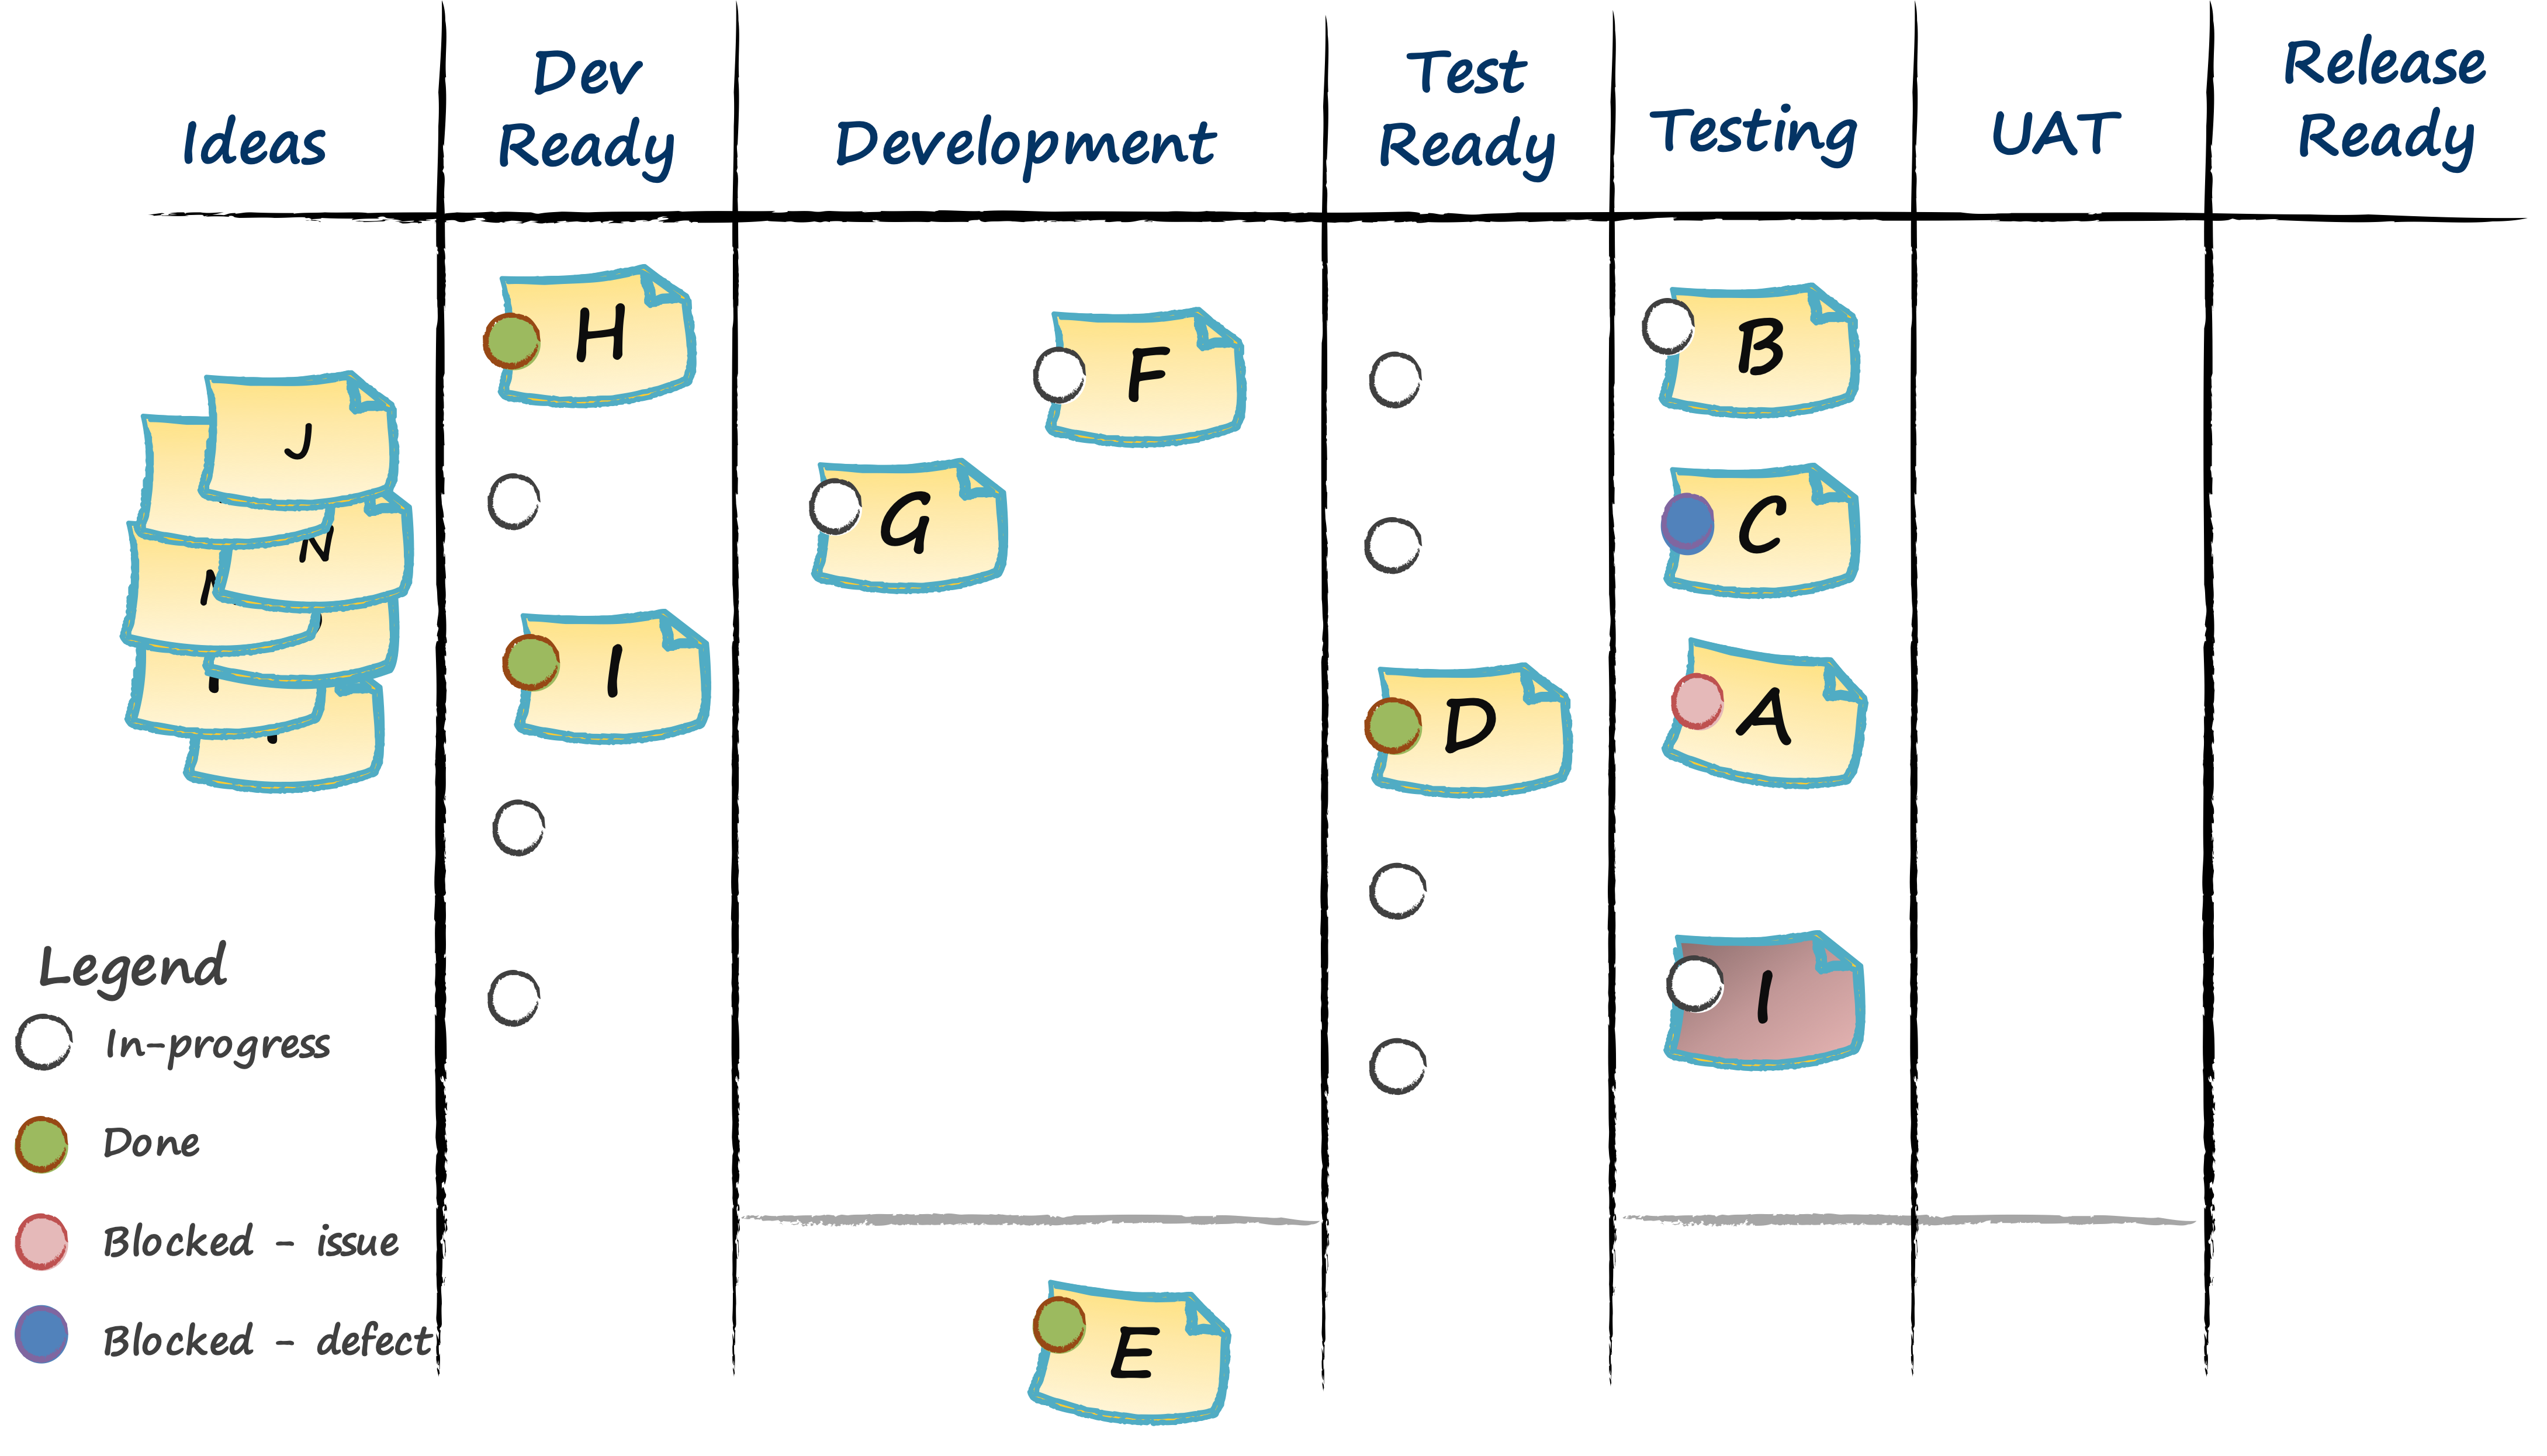 Ideas
Dev
Ready
Development
Test
Ready
Testing
UAT
Release
Ready
H
F
B
J
G
C
N
I
D
A
I
E
Legend
In-progress
Done
Blocked - issue
Blocked - defect